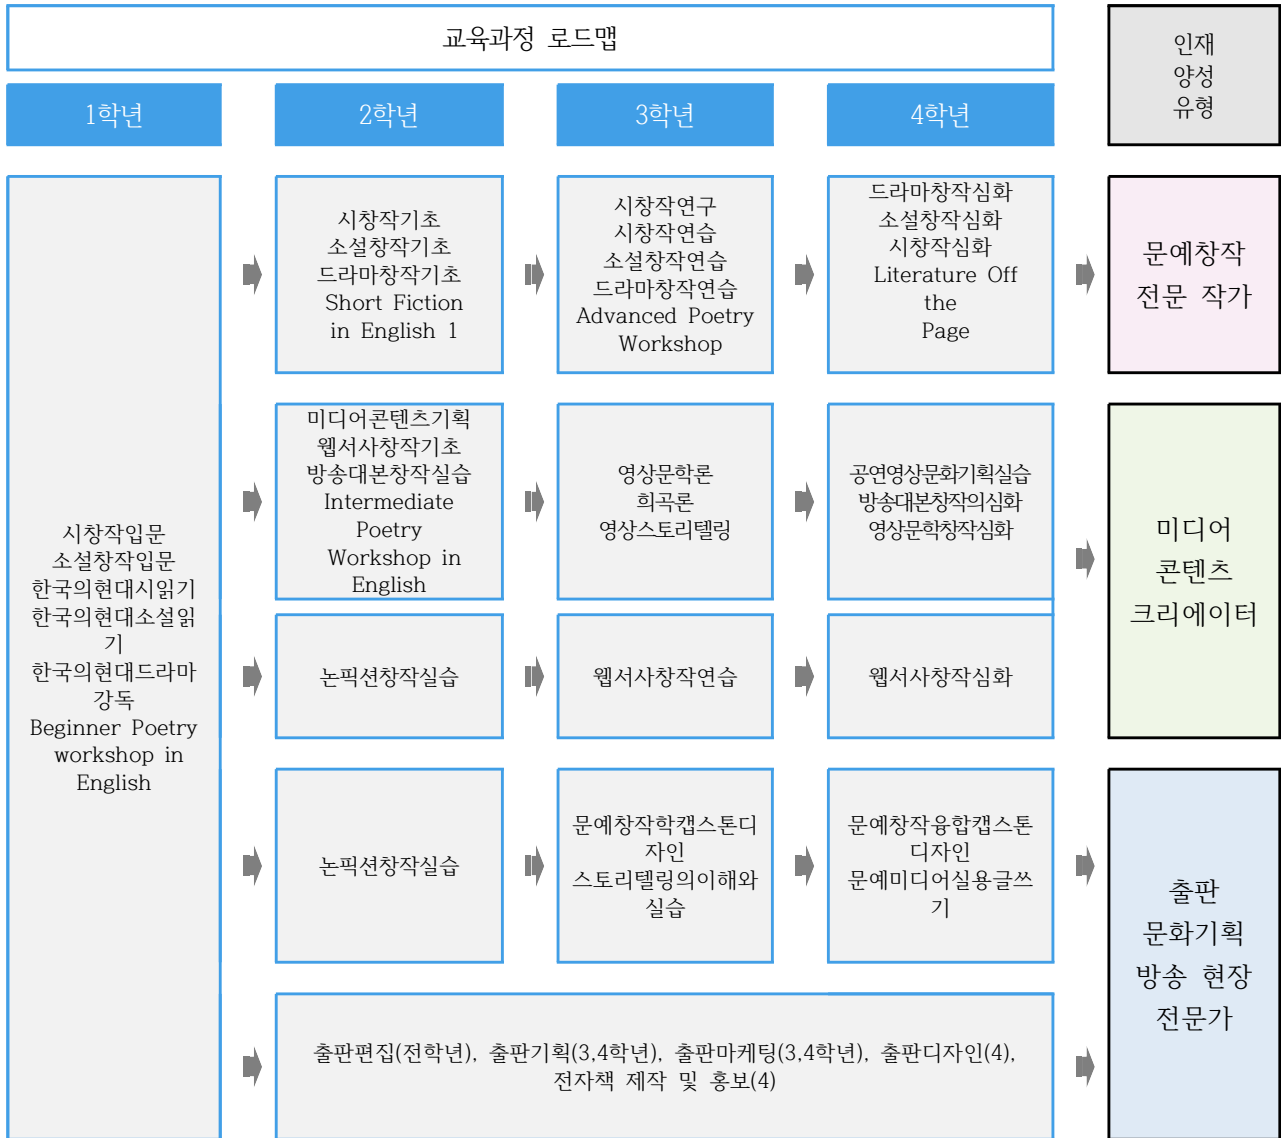 교육과정 로드맵
인재
양성
유형
1학년
2학년
3학년
4학년
시창작입문
소설창작입문
한국의현대시읽기
한국의현대소설읽
기
한국의현대드라마
강독
Beginner Poetry
workshop in
English
시창작기초
소설창작기초
드라마창작기초
Short Fiction
in English 1
시창작연구
시창작연습
소설창작연습
드라마창작연습
Advanced Poetry
Workshop
드라마창작심화
소설창작심화
시창작심화
Literature Off
the
Page
문예창작
전문 작가
미디어콘텐츠기획
웹서사창작기초
방송대본창작실습
Intermediate
Poetry
Workshop in
English
영상문학론
희곡론
영상스토리텔링
공연영상문화기획실습
방송대본창작의심화
영상문학창작심화
미디어
콘텐츠
크리에이터
논픽션창작실습
웹서사창작연습
웹서사창작심화
논픽션창작실습
문예창작학캡스톤디
자인
스토리텔링의이해와
실습
문예창작융합캡스톤
디자인
문예미디어실용글쓰
기
출판
문화기획
방송 현장
전문가
출판편집(전학년), 출판기획(3,4학년), 출판마케팅(3,4학년), 출판디자인(4),
전자책 제작 및 홍보(4)